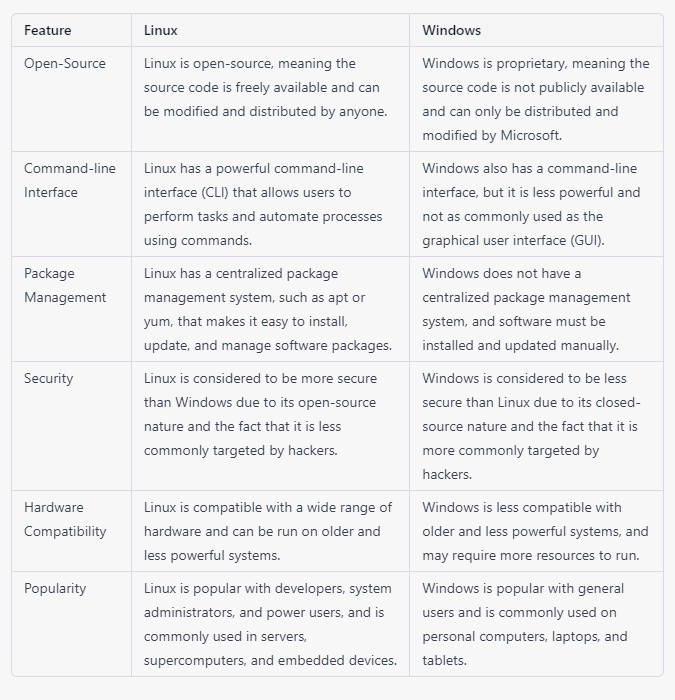 Feature Linux Windows
Open-Source
Linux is open-source, meaning the
source code is freely available and can
be modified and distributed by anyone.
Windows is proprietary, meaning the
source code is not publicly available
and can only be distributed and
modified by Microsoft.
Command-line
Interface
Linux has a powerful command-line
interface (CLI) that allows users to
perform tasks and automate processes
using commands.
Windows also has a command-line
interface, but it is less powerful and
not as commonly used as the
graphical user interface (GUI).
Package
Management
Linux has a centralized package
management system, such as apt or
yum, that makes it easy to install,
update, and manage software packages.
Windows does not have a
centralized package management
system, and software must be
installed and updated manually.
Security
Linux is considered to be more secure
than Windows due to its open-source
nature and the fact that it is less
commonly targeted by hackers.
Windows is considered to be less
secure than Linux due to its closed-
source nature and the fact that it is
more commonly targeted by
hackers.
Hardware
Compatibility
Linux is compatible with a wide range of
hardware and can be run on older and
less powerful systems.
Windows is less compatible with
older and less powerful systems, and
may require more resources to run.
Popularity
Linux is popular with developers, system
administrators, and power users, and is
commonly used in servers,
supercomputers, and embedded devices.
Windows is popular with general
users and is commonly used on
personal computers, laptops, and
tablets.